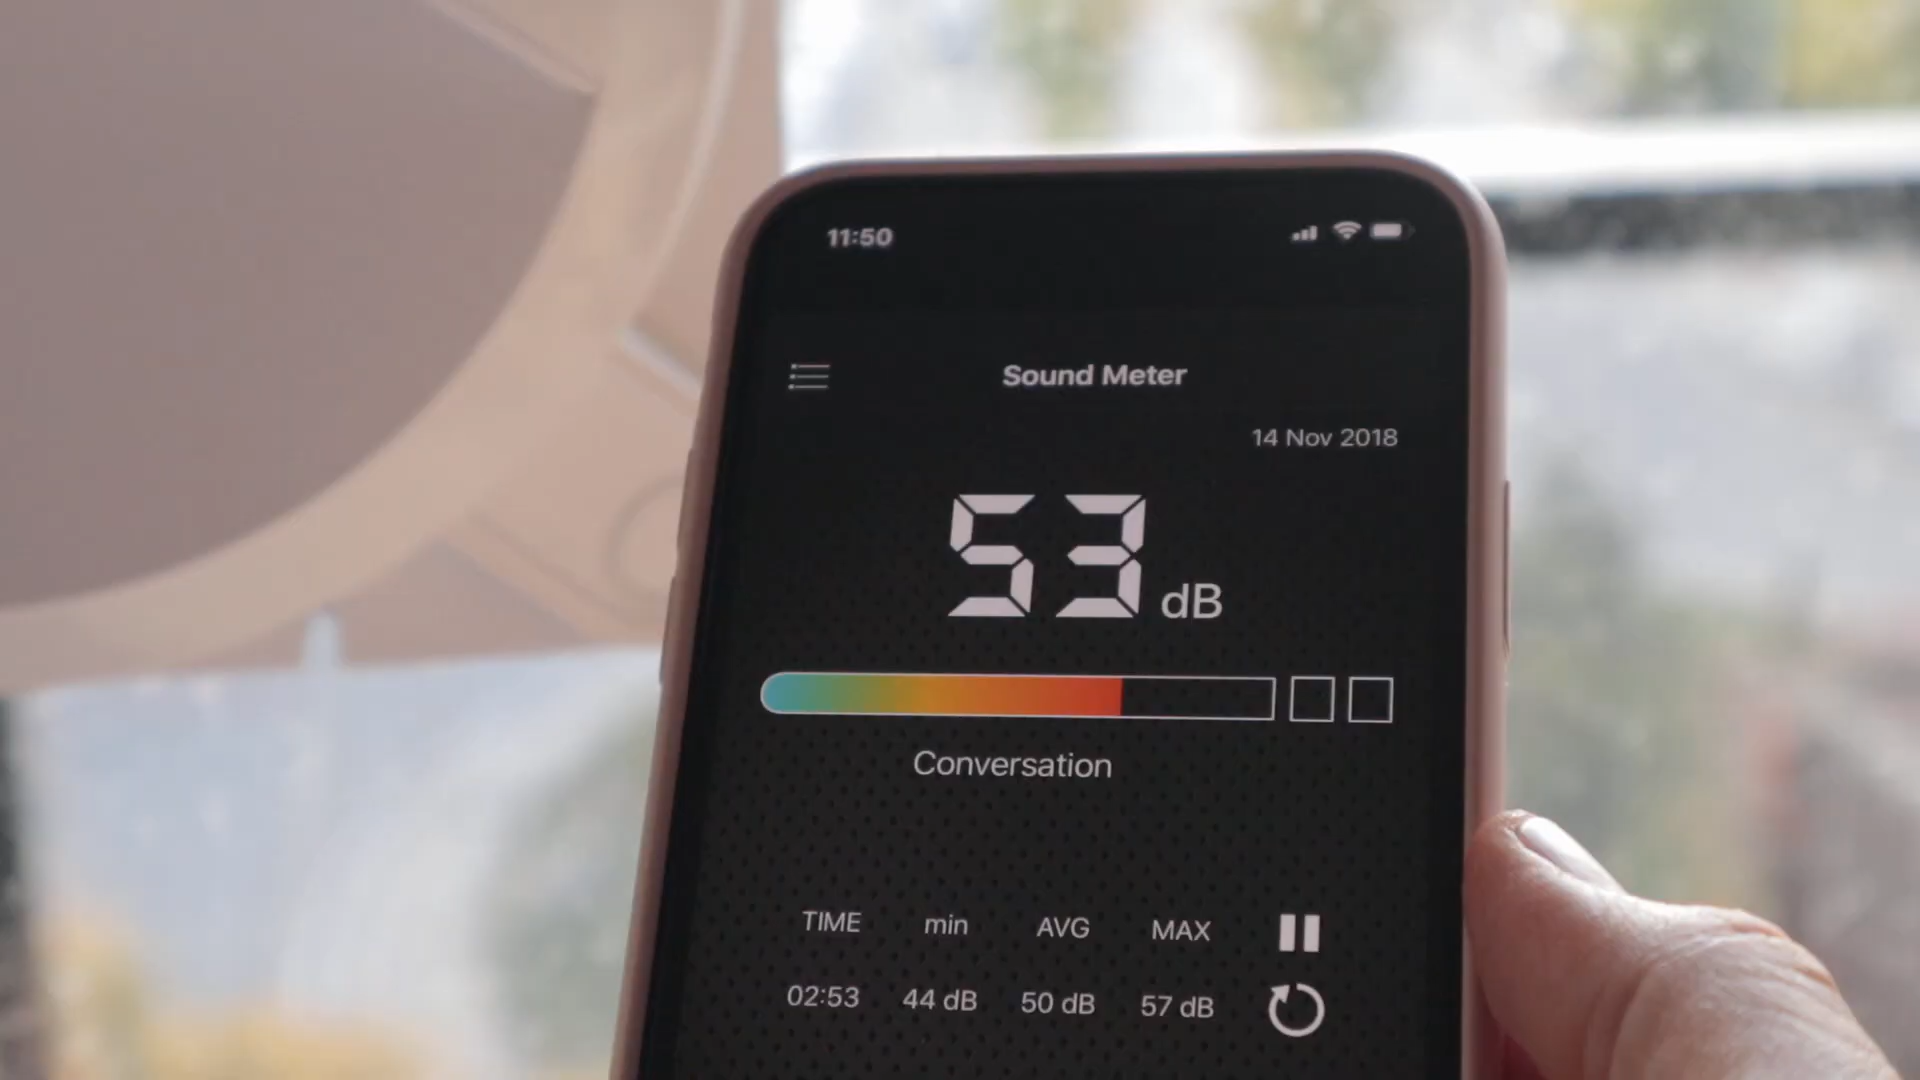 11:50
Sound Meter
14 Nov 2018
53 dB
Conversation
TIME min AVG MAX
02:53 44 dB 50 dB 57 dB